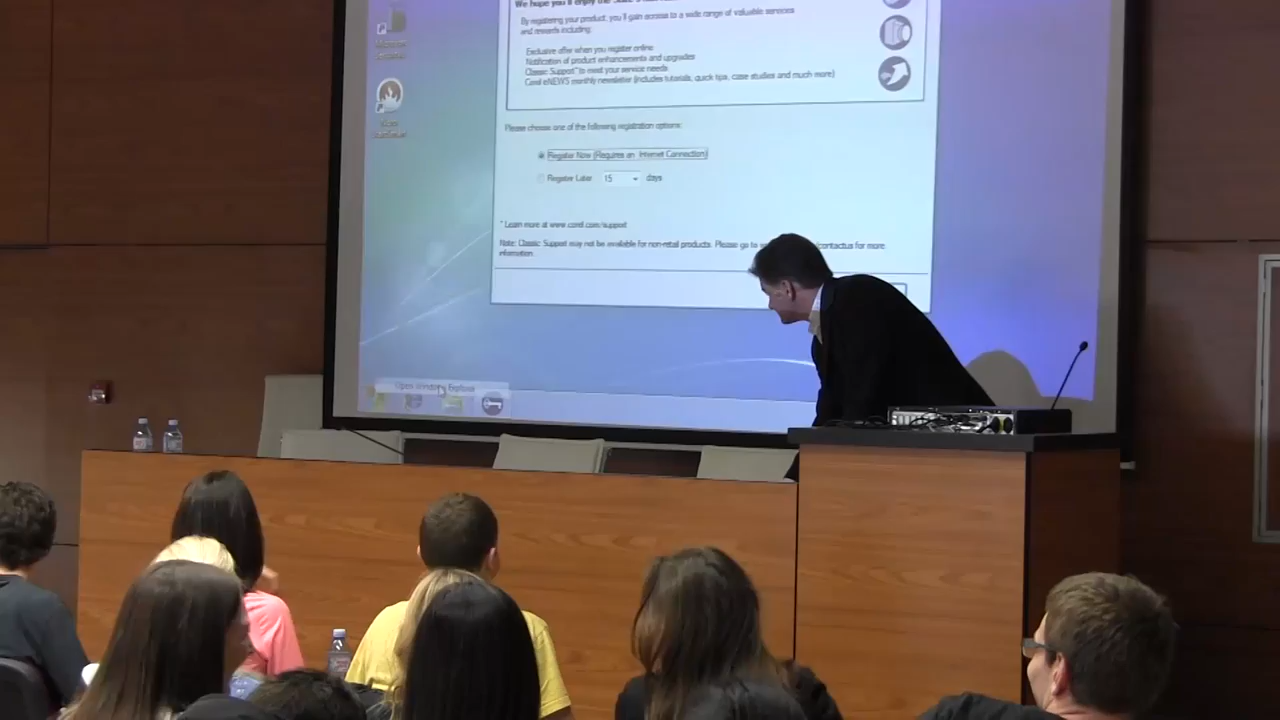 We hope you'll enjoy the
By registering your product, you'll gain access to a wide range of valuable services
and rewards including:
Exclusive offer when you register online
Notification of product enhancements and upgrades
Classic Support* to meet your service needs
Corel eNEWS monthly newsletter (includes tutorials, quick tips, case studies and much more)
Please choose one of the following registration options:
Register Now (Requires an Internet Connection)
Register Later 15 days
* Learn more at www.corel.com/support
Note: Classic Support may not be available for non-retail products. Please go to /contactus for more
information.
Open Windows Explorer